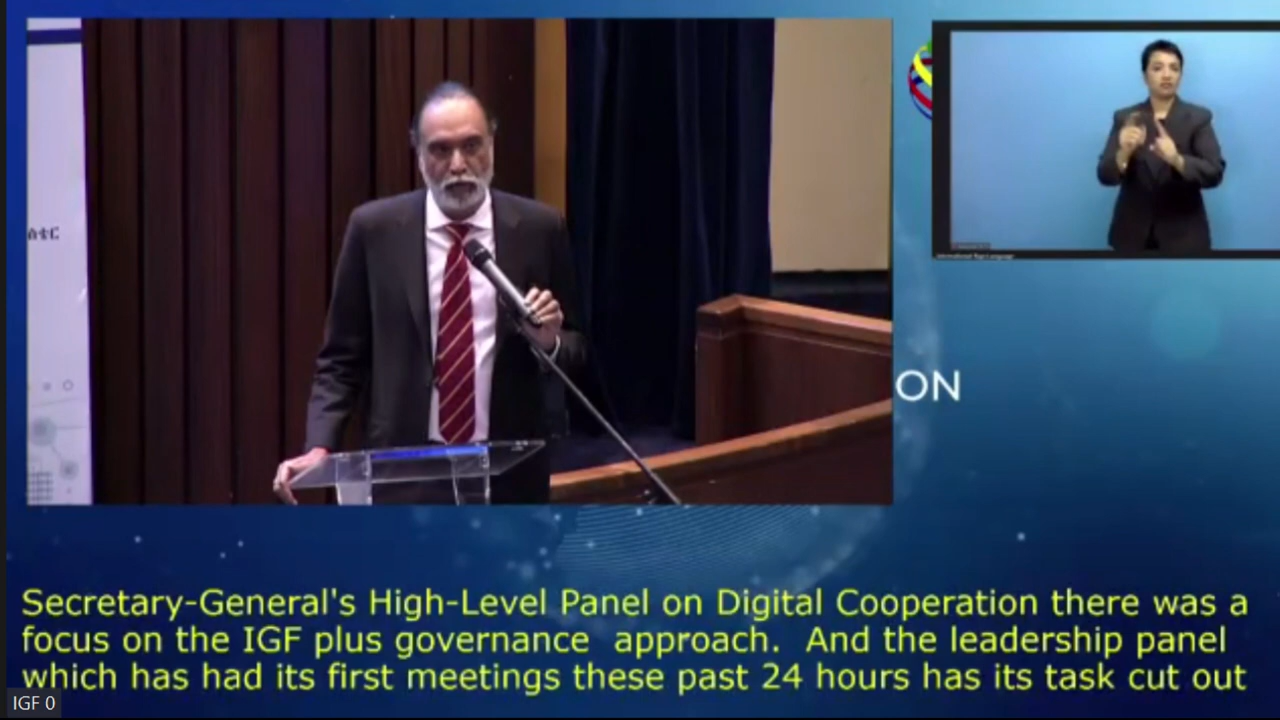 ስቴር
ON
Secretary-General's High-Level Panel on Digital Cooperation there was a
focus on the IGF plus governance approach. And the leadership panel
which has had its first meetings these past 24 hours has its task cut out
IGF 0